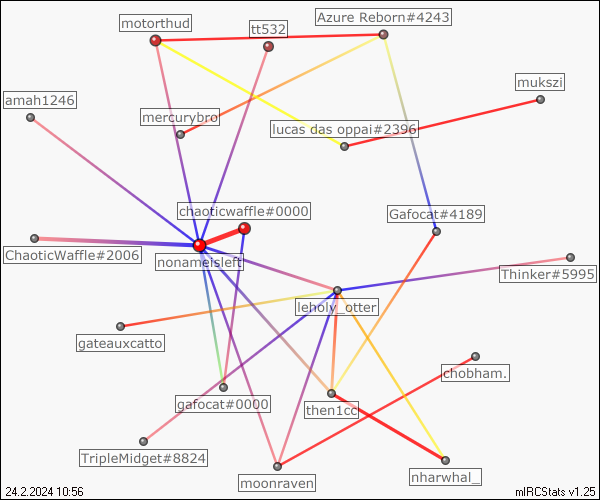 Azure Reborn#4243
motorthud
tt532
mukszi
amah1246
mercurybro
lucas das oppai#2396
chaoticwaffle#0000
Gafocat#4189
ChaoticWaffle#2006
nonameisleft
Thinker#5995
leholy_otter
gateauxcatto
chobham.
gafocat#0000
then1cc
TripleMidget#8824
nharwhal_
moonraven
24.2.2024 10:56
mIRCStats v1.25